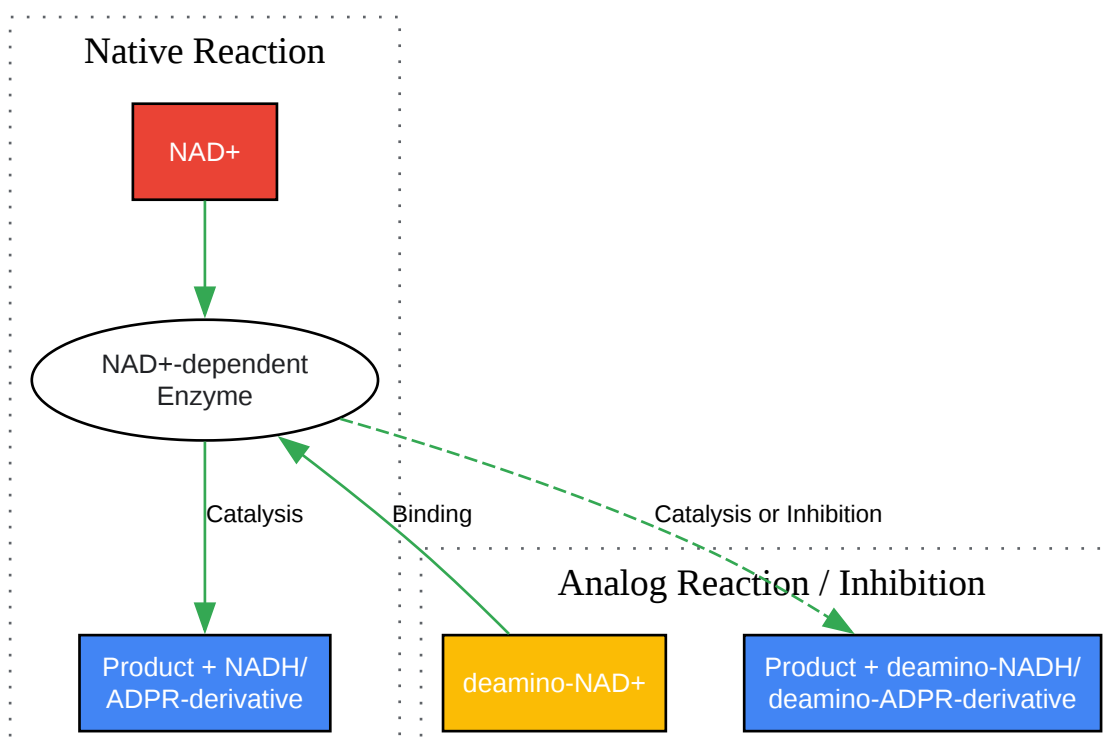 Native Reaction
NAD+
NAD+-dependent
Enzyme
Catalysis
Binding
Catalysis or Inhibition
Analog Reaction / Inhibition
Product + NADH/
ADPR-derivative
deamino-NAD+
Product + deamino-NADH/
deamino-ADPR-derivative